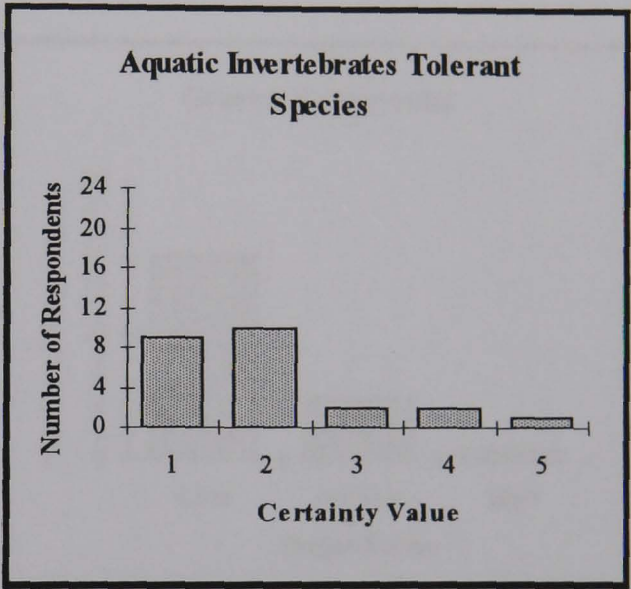 Aquatic Invertebrates Tolerant
Species
Number of Respondents
24
20
16
12
8
4
0
1 2 3 4 5
Certainty Value